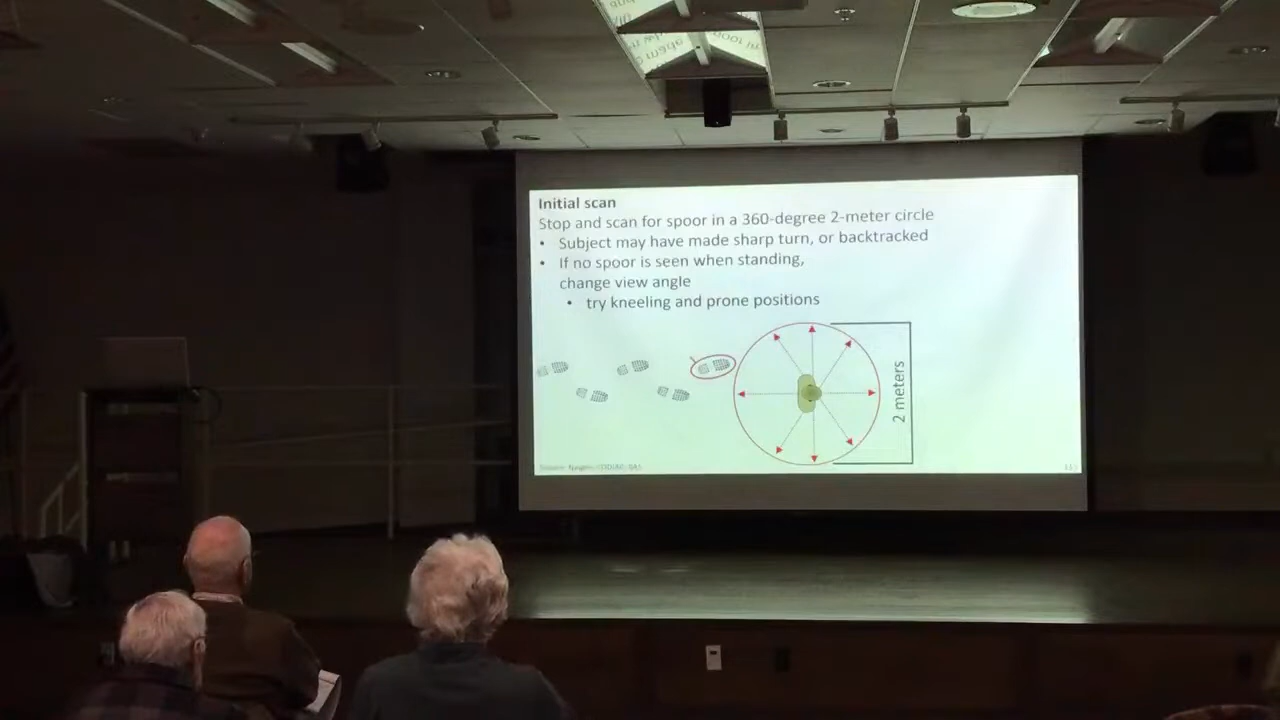 Initial scan
Stop and scan for spoor in a 360-degree 2-meter circle
• Subject may have made sharp turn, or backtracked
• If no spoor is seen when standing,
change view angle
• try kneeling and prone positions
2 meters